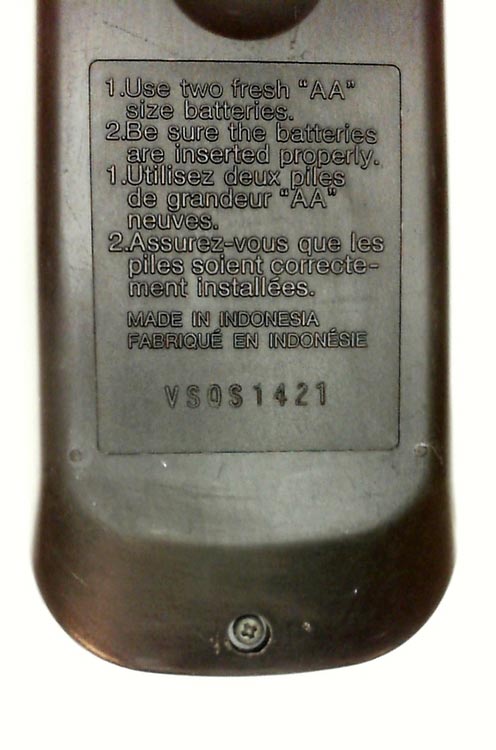 1.Use two fresh "AA"
size batteries.
2.Be sure the batteries
are inserted properly.
1.Utilisez deux piles
de grandeur "AA"
neuves.
2.Assurez-vous que les
piles soient correcte-
ment installées.
MADE IN INDONESIA
FABRIQUÉ EN INDONÉSIE
VSQS1421